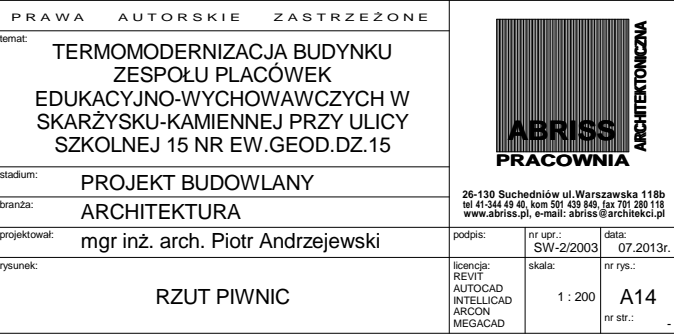 PRAWA AUTORSKIE ZASTRZEŻONE
temat:
TERMOMODERNIZACJA BUDYNKU
ZESPOŁU PLACÓWEK
EDUKACYJNO-WYCHOWAWCZYCH W
SKARŻYSKU-KAMIENNEJ PRZY ULICY
SZKOLNEJ 15 NR EW.GEOD.DZ.15
ABRISS
PRACOWNIA
ARCHITEKTONICZNA
26-130 Suchedniów ul.Warszawska 118b
tel 41-344 49 40, kom 501 439 849, fax 701 280 118
www.abriss.pl, e-mail: abriss@architekci.pl
stadium:
PROJEKT BUDOWLANY
branża:
ARCHITEKTURA
projektował:
mgr inż. arch. Piotr Andrzejewski
podpis:
nr upr.:
SW-2/2003
data:
07.2013r.
rysunek:
RZUT PIWNIC
licencja:
REVIT
AUTOCAD
INTELLICAD
ARCON
MEGACAD
skala:
1 : 200
nr rys.:
A14
nr str.:
-